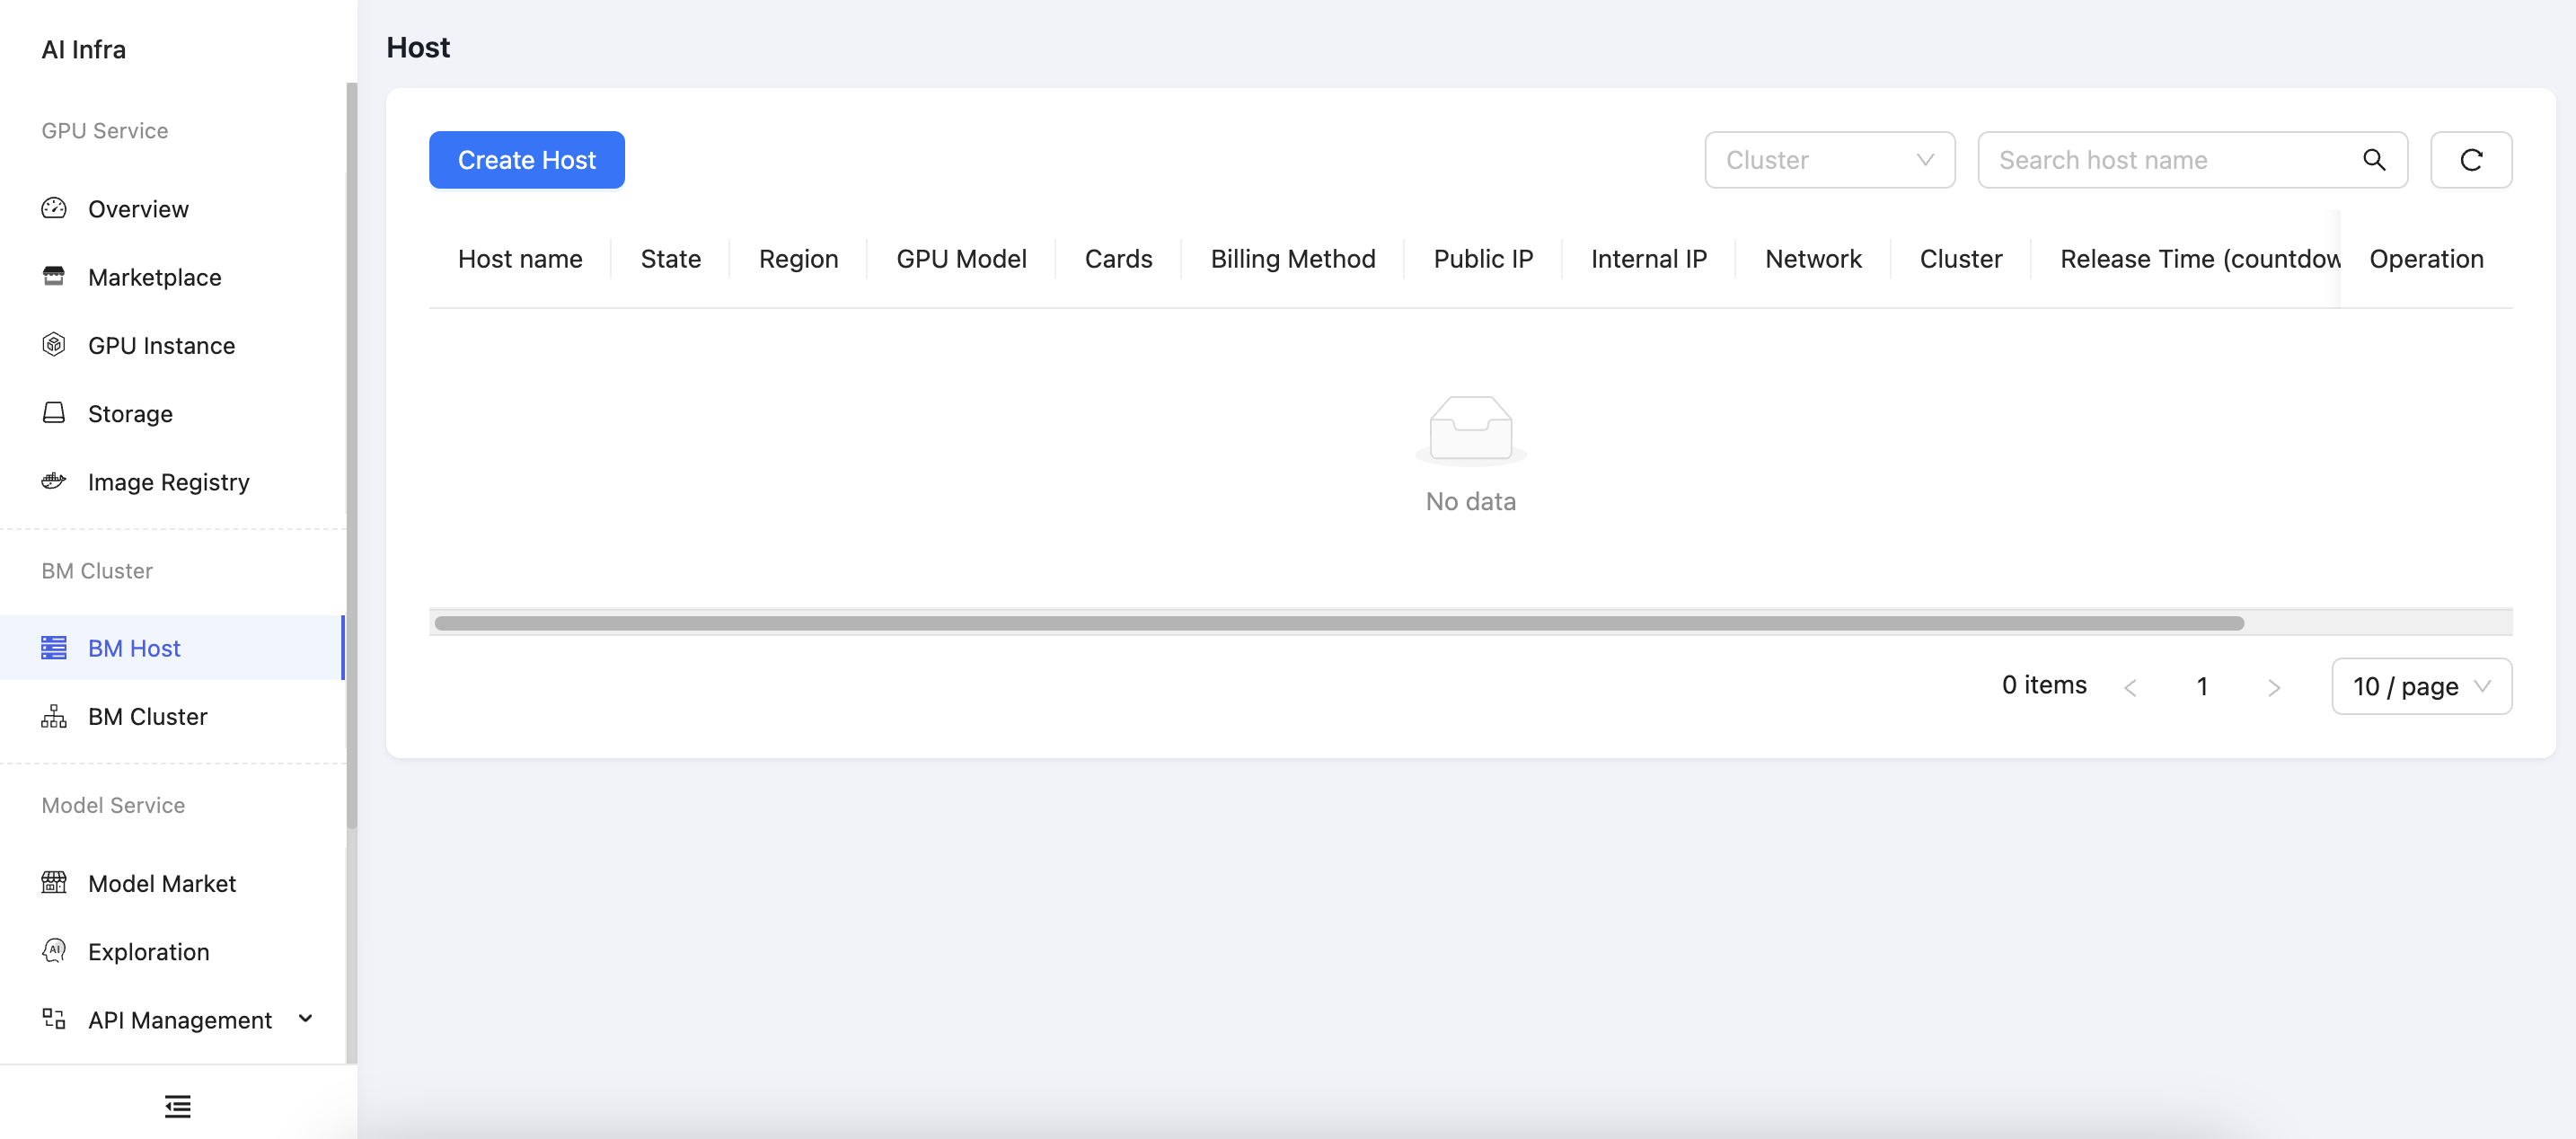 AI Infra
GPU Service
Overview
Marketplace
GPU Instance
Storage
Image Registry
BM Cluster
BM Host
BM Cluster
Model Service
Model Market
AI
Exploration
API Management
Host
Create Host
Cluster
Search host name
Host name State Region GPU Model Cards Billing Method Public IP Internal IP Network Cluster Release Time (countdow Operation
No data
0 items < 1 > 10 / page